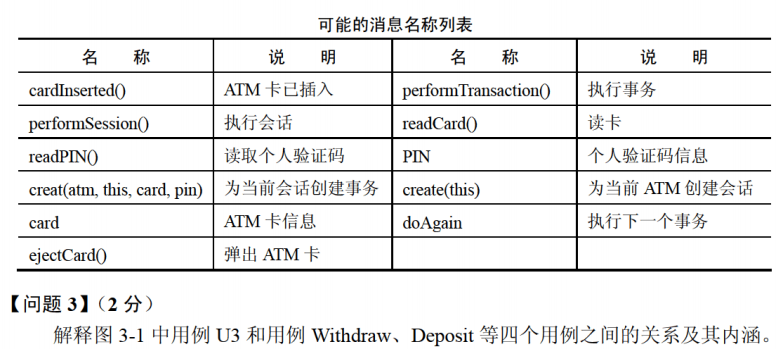 可能的消息名称列表
名 称 说 明 名 称 说 明
cardInserted() ATM 卡已插入 performTransaction() 执行事务
performSession() 执行会话 readCard() 读卡
readPIN() 读取个人验证码 PIN 个人验证码信息
creat(atm, this, card, pin) 为当前会话创建事务 create(this) 为当前 ATM 创建会话
card ATM 卡信息 doAgain 执行下一个事务
ejectCard() 弹出 ATM 卡
【问题 3】（2 分）
解释图 3-1 中用例 U3 和用例 Withdraw、Deposit 等四个用例之间的关系及其内涵。